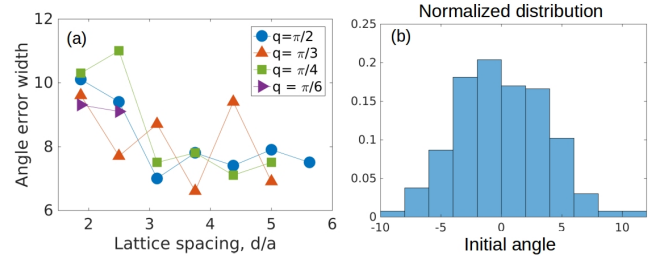 (a)
q=π/2
q=π/3
q= π/4
q = π/6
12
10
8
6
Angle error width
2 3 4 5 6
Lattice spacing, d/a
Normalized distribution
(b)
0.25
0.2
0.15
0.1
0.05
0
-10 -5 0 5 10
Initial angle